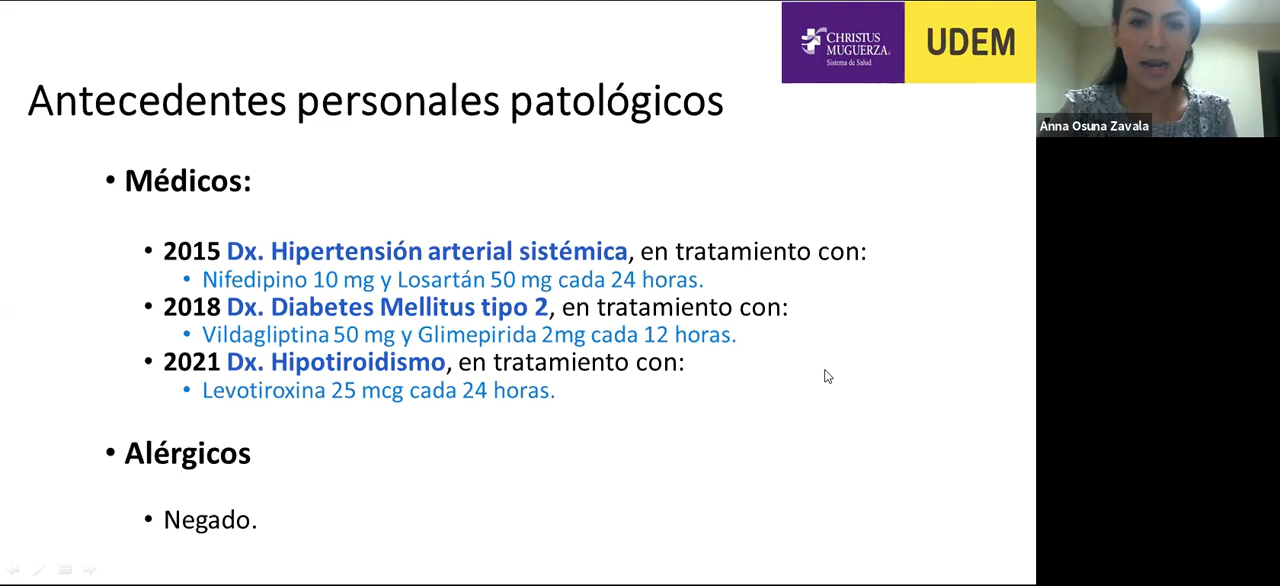 CHRISTUS
MUGUERZA.
Sistema de Salud
UDEM
Antecedentes personales patológicos
Anna Osuna Zavala
• Médicos:
• 2015 Dx. Hipertensión arterial sistémica, en tratamiento con:
• Nifedipino 10 mg y Losartán 50 mg cada 24 horas.
• 2018 Dx. Diabetes Mellitus tipo 2, en tratamiento con:
• Vildagliptina 50 mg y Glimepirida 2mg cada 12 horas.
• 2021 Dx. Hipotiroidismo, en tratamiento con:
• Levotiroxina 25 mcg cada 24 horas.
• Alérgicos
• Negado.